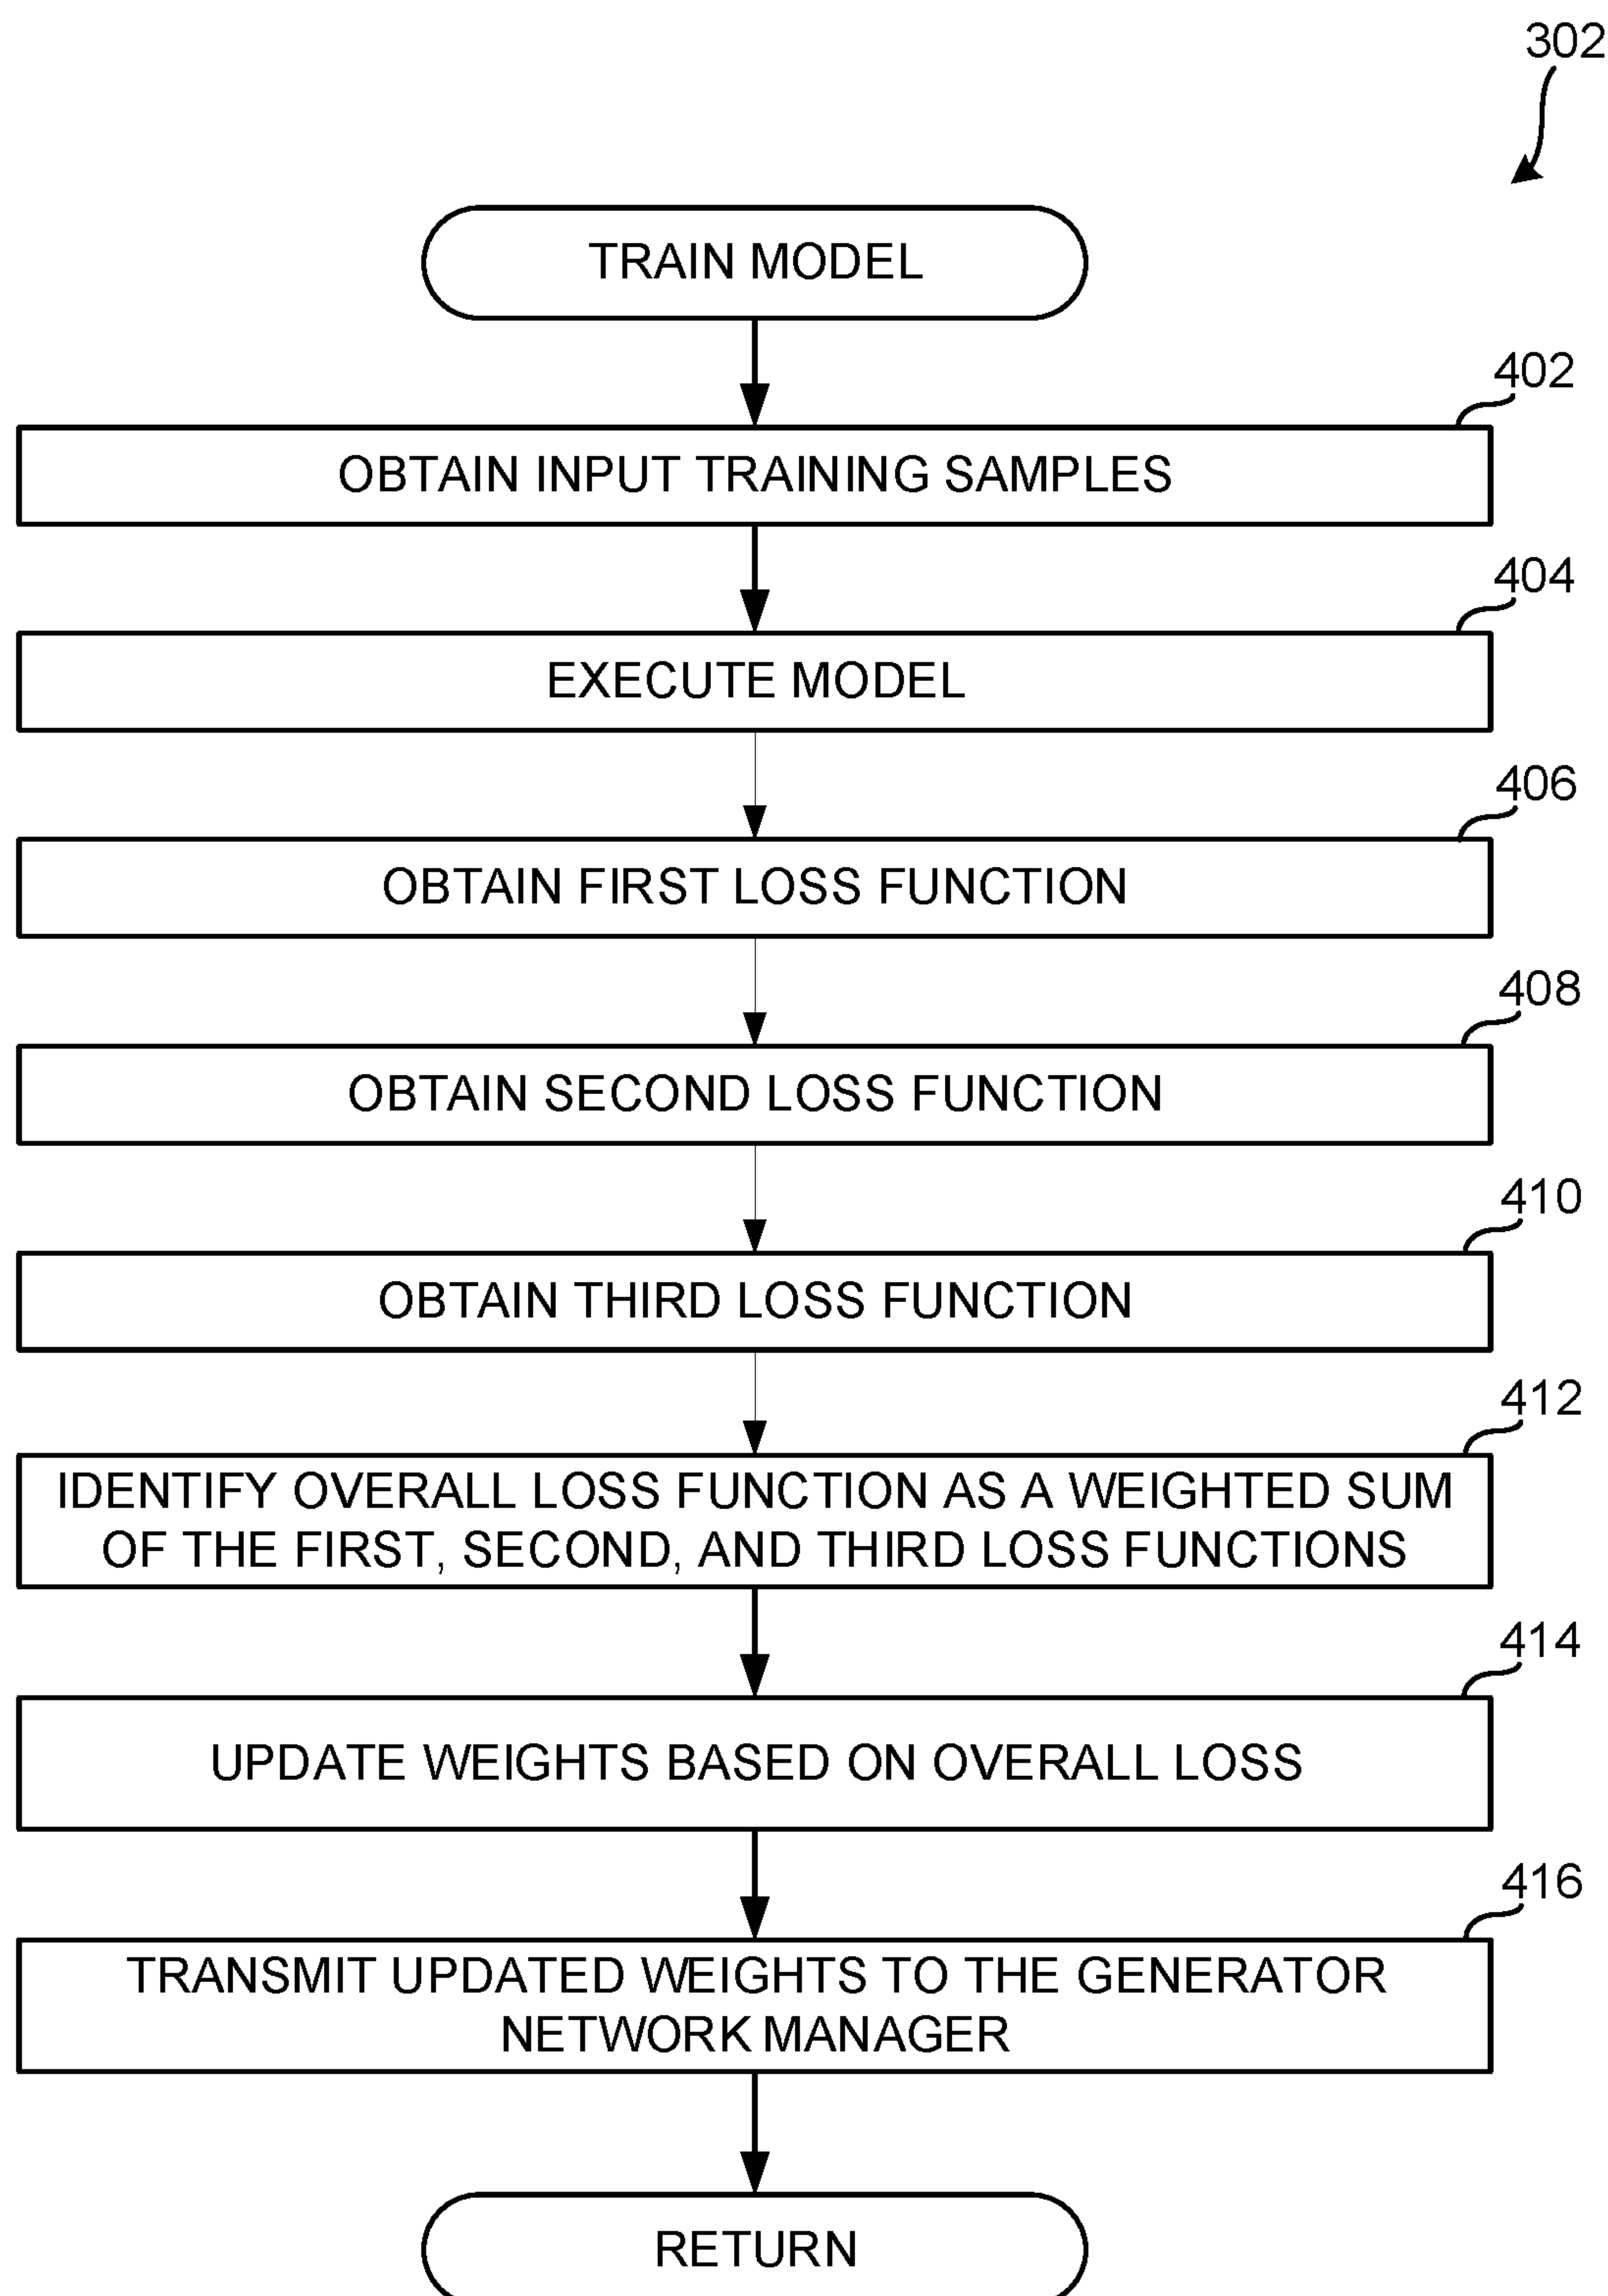 302
TRAIN MODEL
402
OBTAIN INPUT TRAINING SAMPLES
404
EXECUTE MODEL
406
OBTAIN FIRST LOSS FUNCTION
408
OBTAIN SECOND LOSS FUNCTION
410
OBTAIN THIRD LOSS FUNCTION
412
IDENTIFY OVERALL LOSS FUNCTION AS A WEIGHTED SUM
OF THE FIRST, SECOND, AND THIRD LOSS FUNCTIONS
414
UPDATE WEIGHTS BASED ON OVERALL LOSS
416
TRANSMIT UPDATED WEIGHTS TO THE GENERATOR
NETWORK MANAGER
RETURN